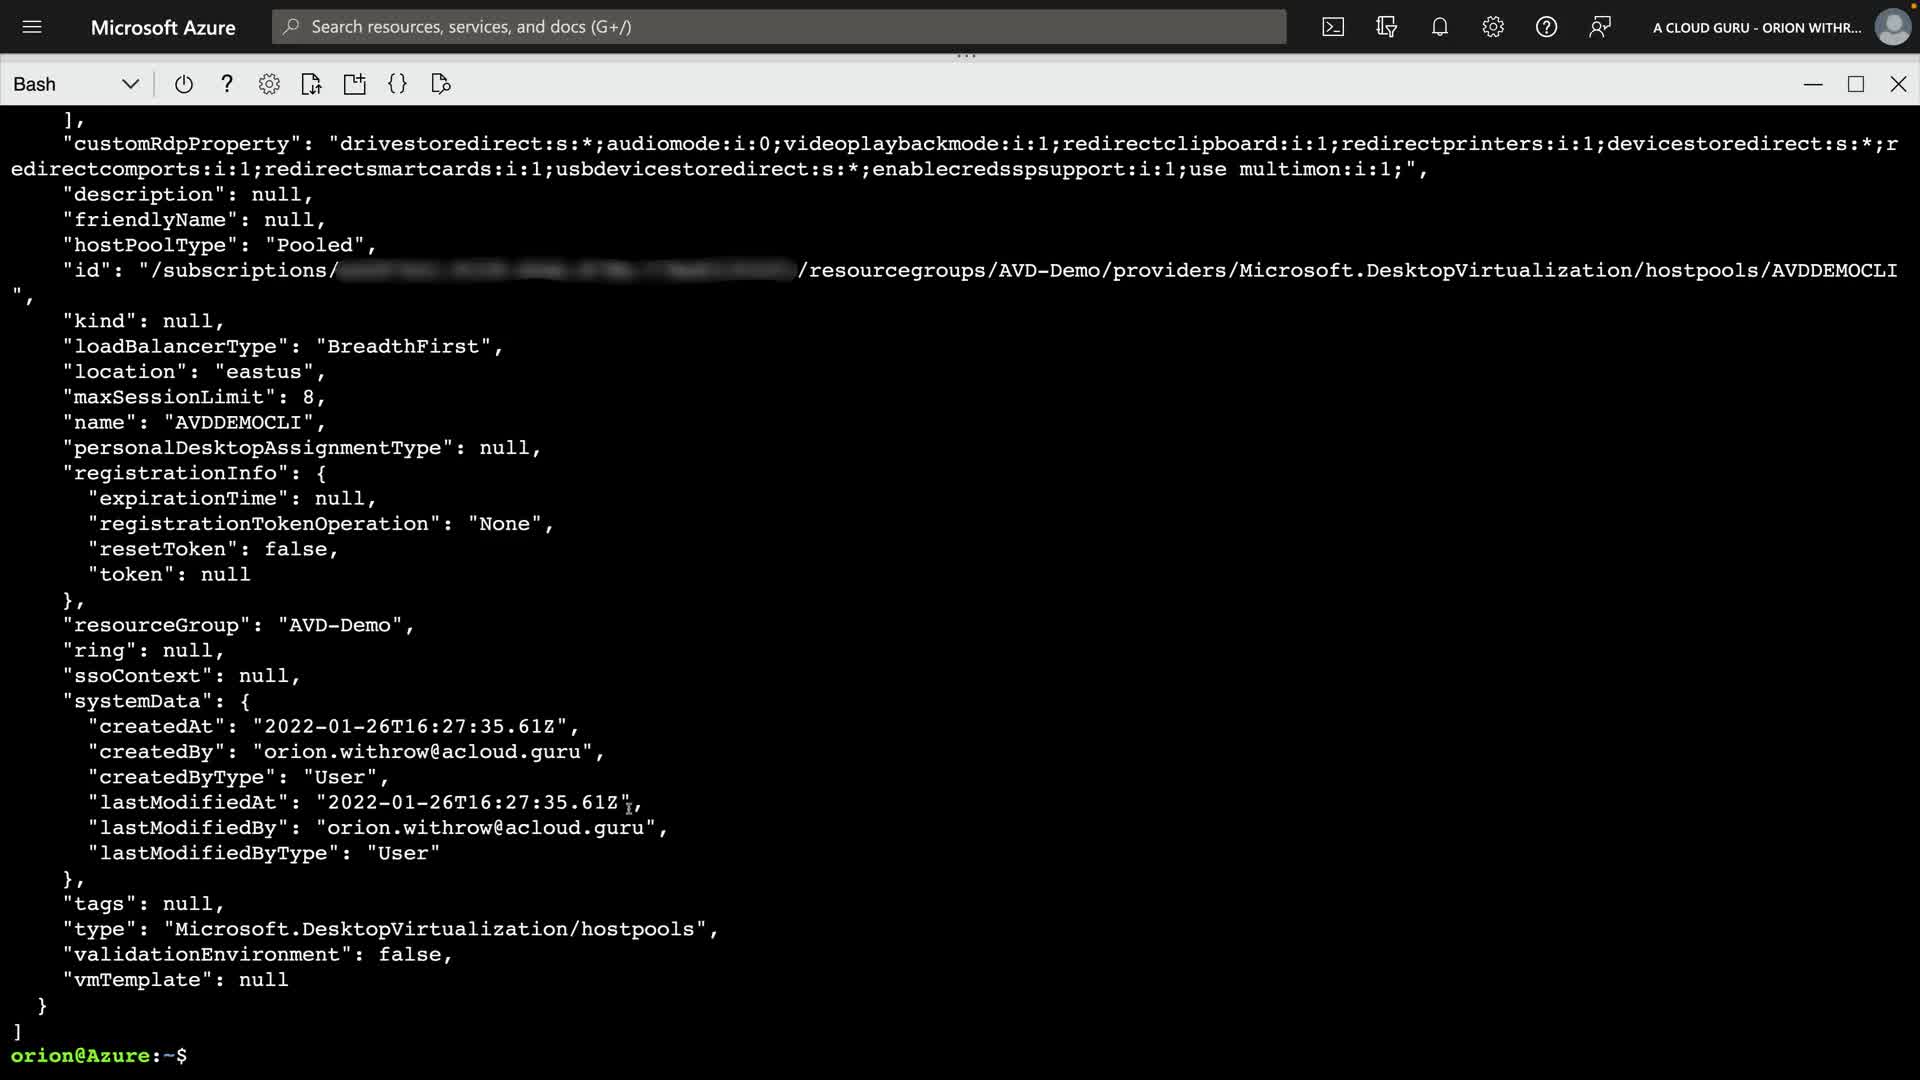 Microsoft Azure
Search resources, services, and docs (G+/)
A CLOUD GURU - ORION WITHR...
Bash
],
"customRdpProperty": "drivestoredirect:s:*;audiomode:i:0;videoplaybackmode:i:1;redirectclipboard:i:1;redirectprinters:i:1;devicestoredirect:s:*;r
edirectcomports:i:1;redirectsmartcards:i:1;usbdevicestoredirect:s:*;enablecredsspsupport:i:1;use multimon:i:1;",
"description": null,
"friendlyName": null,
"hostPoolType": "Pooled",
"id": "/subscriptions/ /resourcegroups/AVD-Demo/providers/Microsoft.DesktopVirtualization/hostpools/AVDDEMOCLI
",
"kind": null,
"loadBalancerType": "BreadthFirst",
"location": "eastus",
"maxSessionLimit": 8,
"name": "AVDDEMOCLI",
"personalDesktopAssignmentType": null,
"registrationInfo": {
"expirationTime": null,
"registrationTokenOperation": "None",
"resetToken": false,
"token": null
},
"resourceGroup": "AVD-Demo",
"ring": null,
"ssoContext": null,
"systemData": {
"createdAt": "2022-01-26T16:27:35.61Z",
"createdBy": "orion.withrow@acloud.guru",
"createdByType": "User",
"lastModifiedAt": "2022-01-26T16:27:35.61Z",
"lastModifiedBy": "orion.withrow@acloud.guru",
"lastModifiedByType": "User"
},
"tags": null,
"type": "Microsoft.DesktopVirtualization/hostpools",
"validationEnvironment": false,
"vmTemplate": null
}
]
orion@Azure:~$